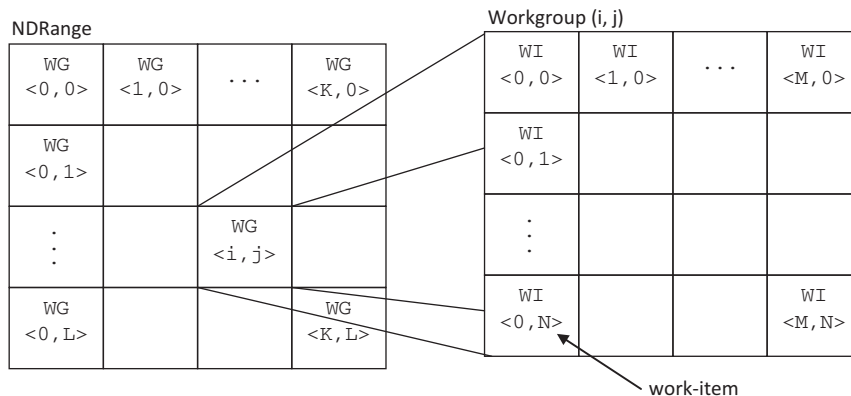 NDRange
WG WG ... WG
<0,0> <1,0> <K,0>
WG
<0,1>
WG
<i,j>
WG WG
<0,L> <K,L>
Workgroup (i, j)
WI WI ... WI
<0,0> <1,0> <M,0>
WI
<0,1>
WI WI
<0,N> <M,N>
work-item